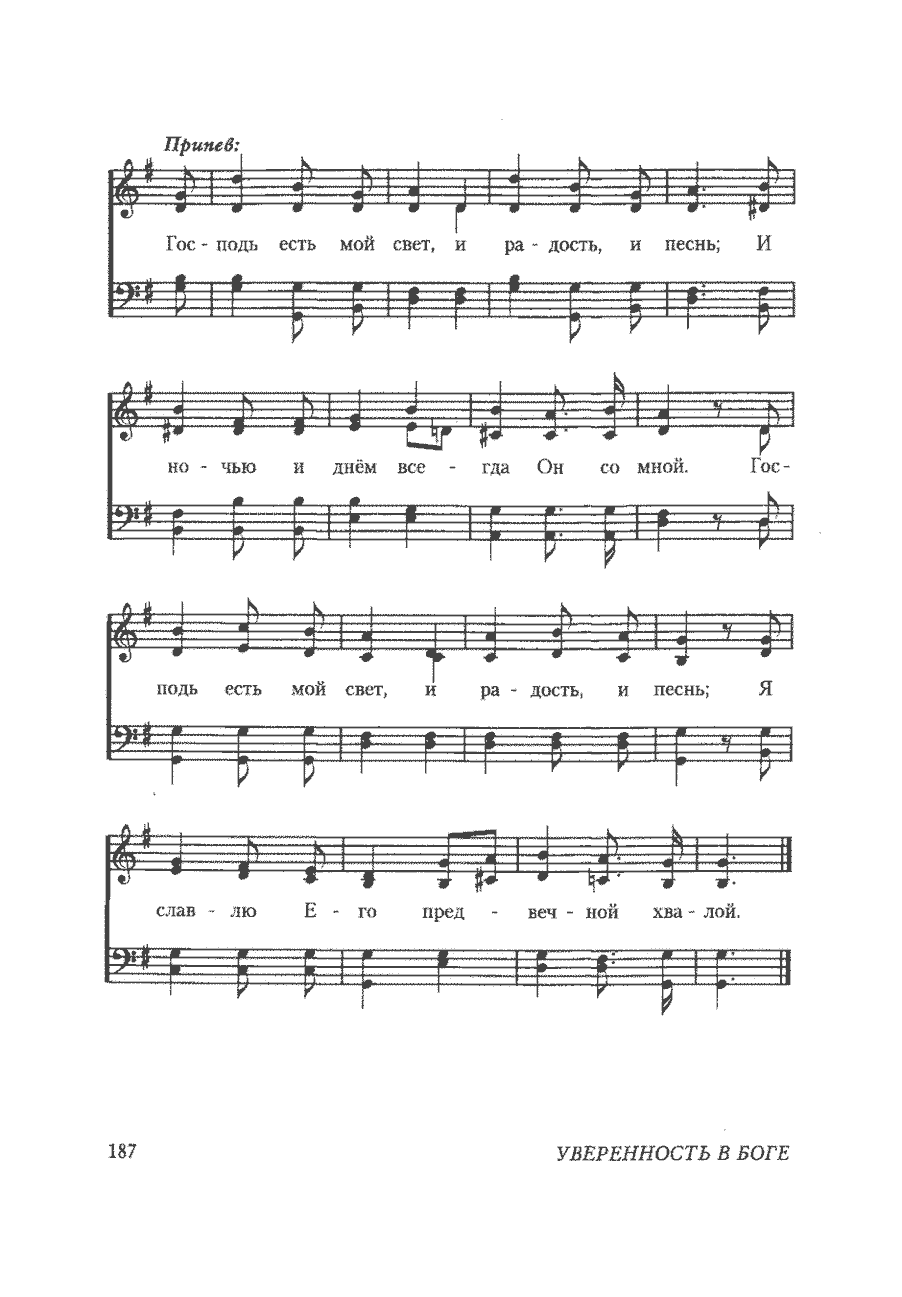 Припев:
Гос - подь есть мой свет, и ра - дость, и песнь; И
но - чью и днём все - гда Он со мной. Гос-
подь есть мой свет, и ра - дость, и песнь; Я
слав - лю Е - го пред - веч - ной хва - лой.
187 УВЕРЕННОСТЬ В БОГЕ